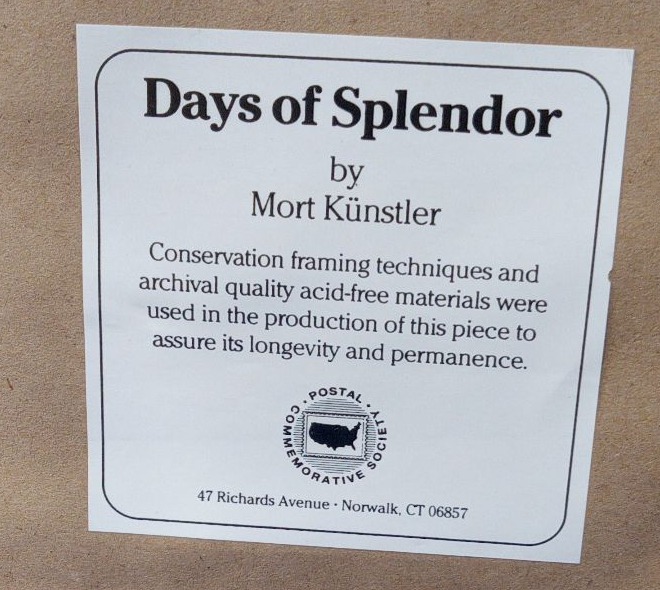 Days of Splendor
by
Mort Künstler
Conservation framing techniques and
archival quality acid-free materials were
used in the production of this piece to
assure its longevity and permanence.
· POSTAL ·
COMMEMORATIVE SOCIETY
47 Richards Avenue · Norwalk, CT 06857